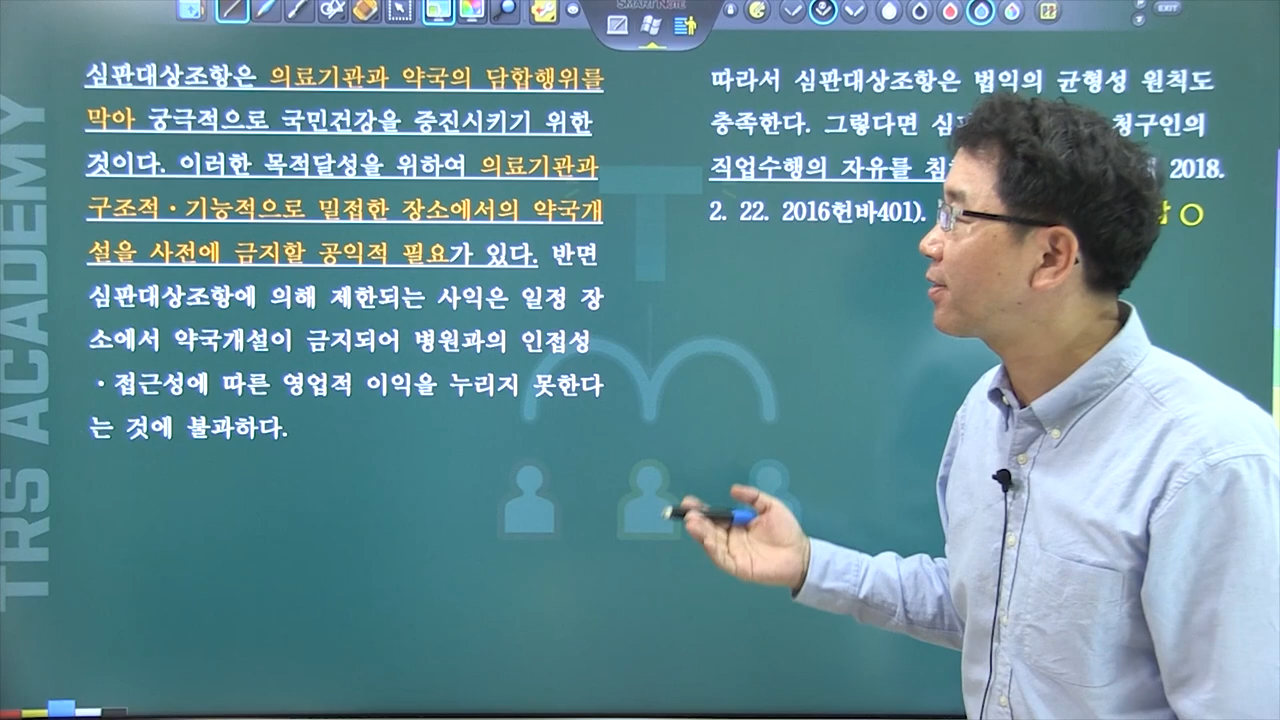 SMART NOTE
EXIT
TRS ACADEMY
심판대상조항은 의료기관과 약국의 담합행위를
막아 궁극적으로 국민건강을 증진시키기 위한
것이다. 이러한 목적달성을 위하여 의료기관과
구조적·기능적으로 밀접한 장소에서의 약국개
설을 사전에 금지할 공익적 필요가 있다. 반면
심판대상조항에 의해 제한되는 사익은 일정 장
소에서 약국개설이 금지되어 병원과의 인접성
·접근성에 따른 영업적 이익을 누리지 못한다
는 것에 불과하다.
따라서 심판대상조항은 법익의 균형성 원칙도
충족한다. 그렇다면 청구인의
직업수행의 자유를 2018.
2. 22. 2016헌바401). ○